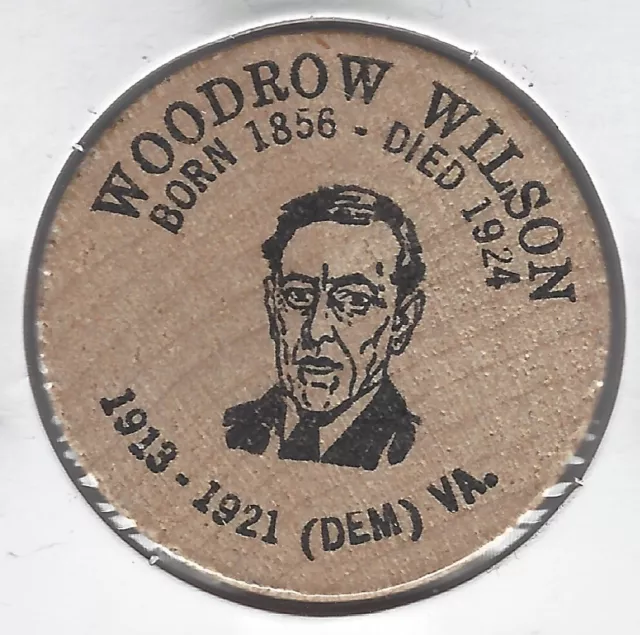 WOODROW WILSON
BORN 1856 - DIED 1924
1913 - 1921 (DEM) VA.